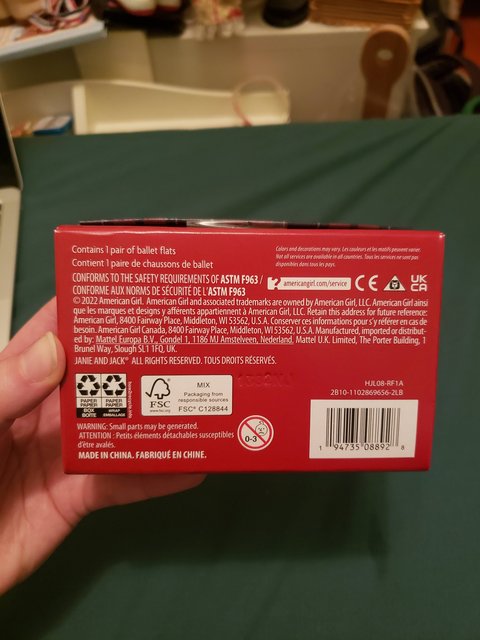 Contains 1 pair of ballet flats
Contient 1 paire de chaussons de ballet
Colors and decorations may vary. Les couleurs et les motifs peuvent varier.
Not all services are available in all countries. Tous les services ne sont pas
disponibles dans tous les pays.
CONFORMS TO THE SAFETY REQUIREMENTS OF ASTM F963 /
CONFORME AUX NORMS DE SÉCURITÉ DE L'ASTM F963
americangirl.com/service
CE
UK
CA
© 2022 American Girl. American Girl and associated trademarks are owned by American Girl, LLC. American Girl ainsi
que les marques et designs y afférents appartiennent à American Girl, LLC. Retain this address for future reference:
American Girl, 8400 Fairway Place, Middleton, WI 53562, U.S.A. Conserver ces informations pour s'y référer en cas de
besoin. American Girl Canada, 8400 Fairway Place, Middleton, WI 53562, U.S.A. Manufactured, imported or distribut-
ed by: Mattel Europa B.V., Gondel 1, 1186 MJ Amstelveen, Nederland. Mattel U.K. Limited, The Porter Building, 1
Brunel Way, Slough SL1 1FQ, UK.
JANIE AND JACK® ALL RIGHTS RESERVED. TOUS DROITS RÉSERVÉS.
PAPER
PAPIER
BOX
BOÎTE
PAPER
PAPIER
WRAP
EMBALLAGE
FSC
www.fsc.org
MIX
Packaging from
responsible sources
FSC® C128844
WARNING: Small parts may be generated.
ATTENTION : Petits éléments détachables susceptibles
d'être avalés.
MADE IN CHINA. FABRIQUÉ EN CHINE.
0-3
HJL08-RF1A
2B10-1102869656-2LB
1 94735 08892 8